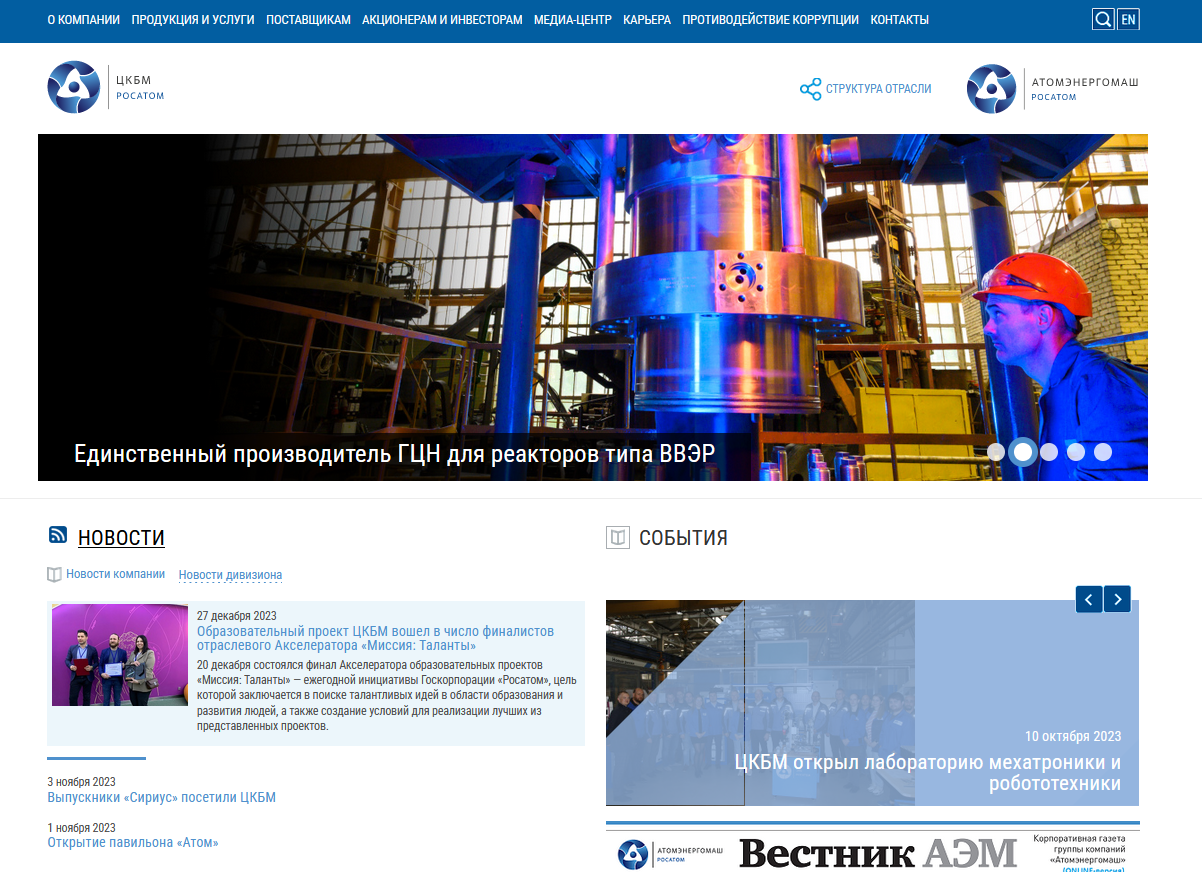 О КОМПАНИИ ПРОДУКЦИЯ И УСЛУГИ ПОСТАВЩИКАМ АКЦИОНЕРАМ И ИНВЕСТОРАМ МЕДИА-ЦЕНТР КАРЬЕРА ПРОТИВОДЕЙСТВИЕ КОРРУПЦИИ КОНТАКТЫ EN
ЦКБМ
РОСАТОМ
СТРУКТУРА ОТРАСЛИ
АТОМЭНЕРГОМАШ
РОСАТОМ
Единственный производитель ГЦН для реакторов типа ВВЭР
НОВОСТИ
Новости компании Новости дивизиона
27 декабря 2023
Образовательный проект ЦКБМ вошел в число финалистов
отраслевого Акселератора «Миссия: Таланты»
20 декабря состоялся финал Акселератора образовательных проектов
«Миссия: Таланты» — ежегодной инициативы Госкорпорации «Росатом», цель
которой заключается в поиске талантливых идей в области образования и
развития людей, а также создание условий для реализации лучших из
представленных проектов.
3 ноября 2023
Выпускники «Сириус» посетили ЦКБМ
1 ноября 2023
Открытие павильона «Атом»
СОБЫТИЯ
10 октября 2023
ЦКБМ открыл лабораторию мехатроники и
робототехники
АТОМЭНЕРГОМАШ
РОСАТОМ
Вестник АЭМ
Корпоративная газета
группы компаний
«Атомэнергомаш»
(ONLINE-версия)